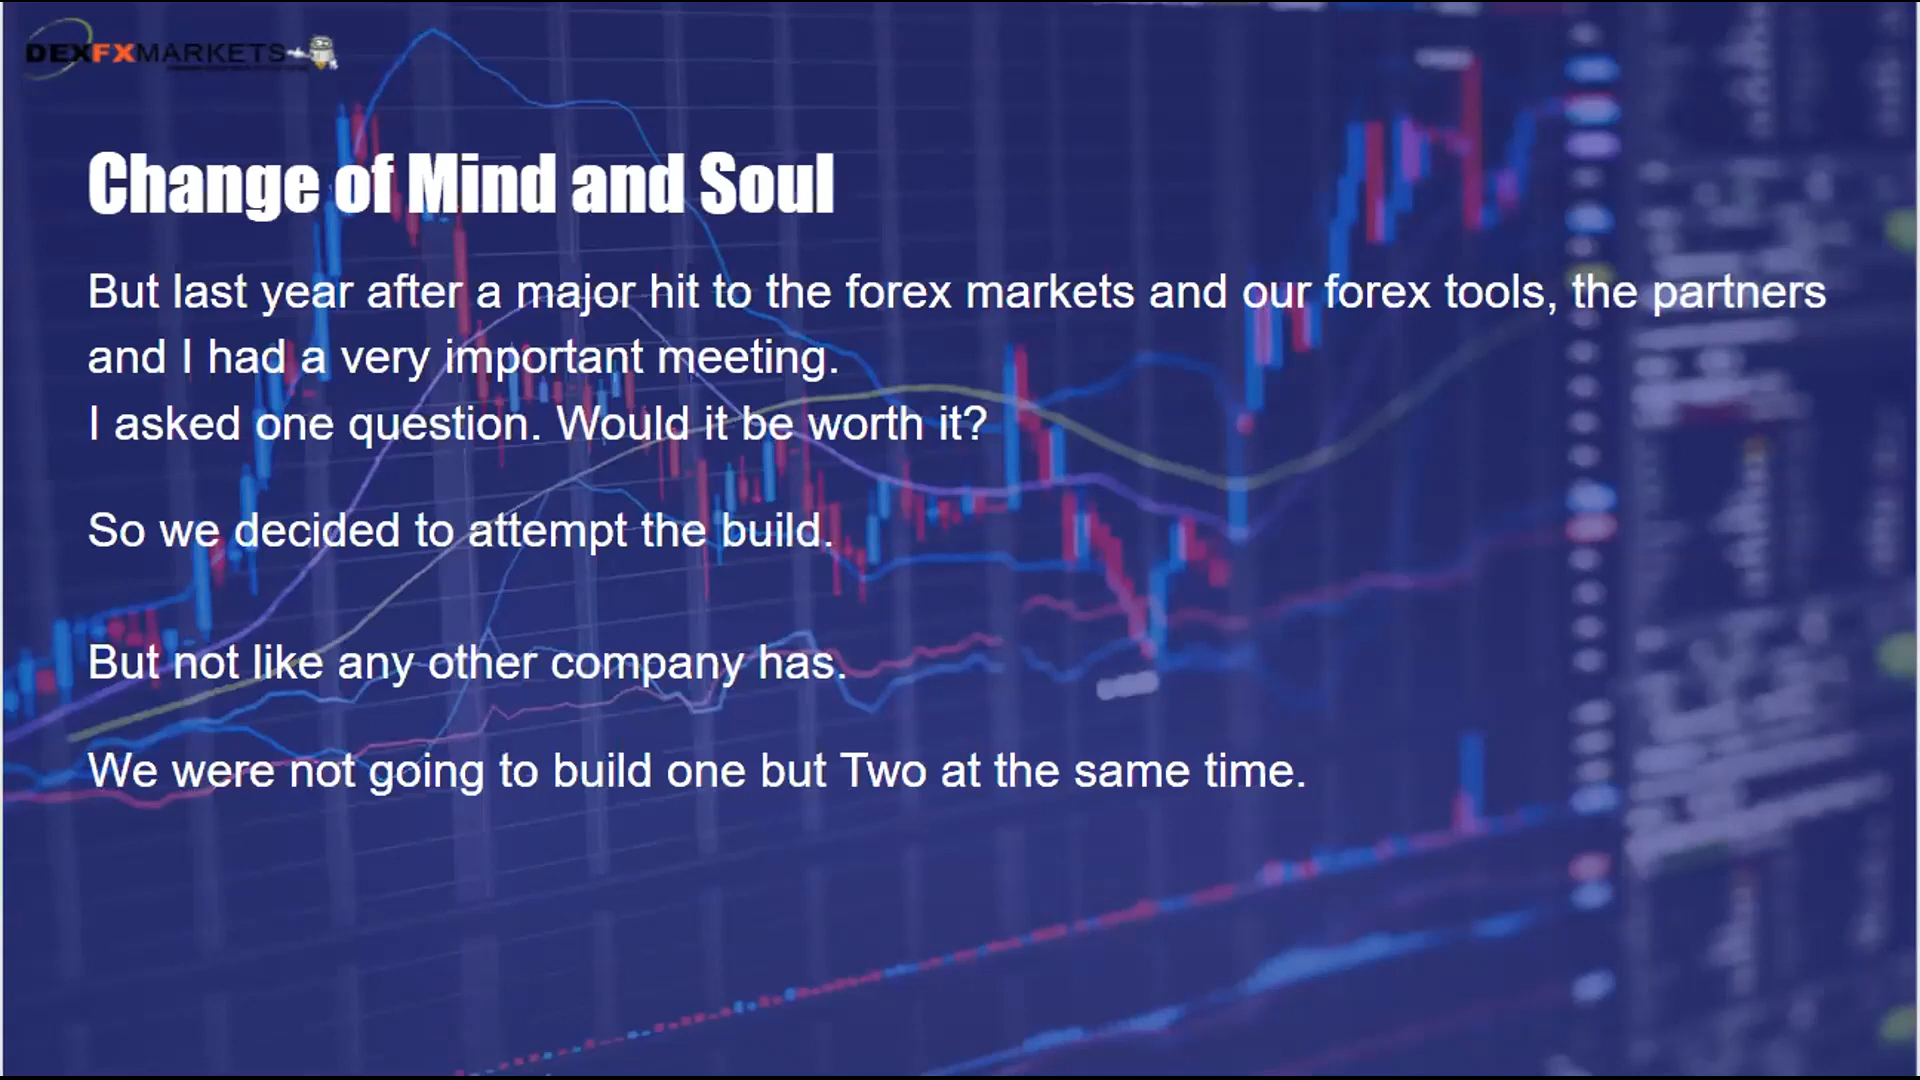 DEXFXMARKETS
Change of Mind and Soul
But last year after a major hit to the forex markets and our forex tools, the partners
and I had a very important meeting.
I asked one question. Would it be worth it?
So we decided to attempt the build.
But not like any other company has.
We were not going to build one but Two at the same time.